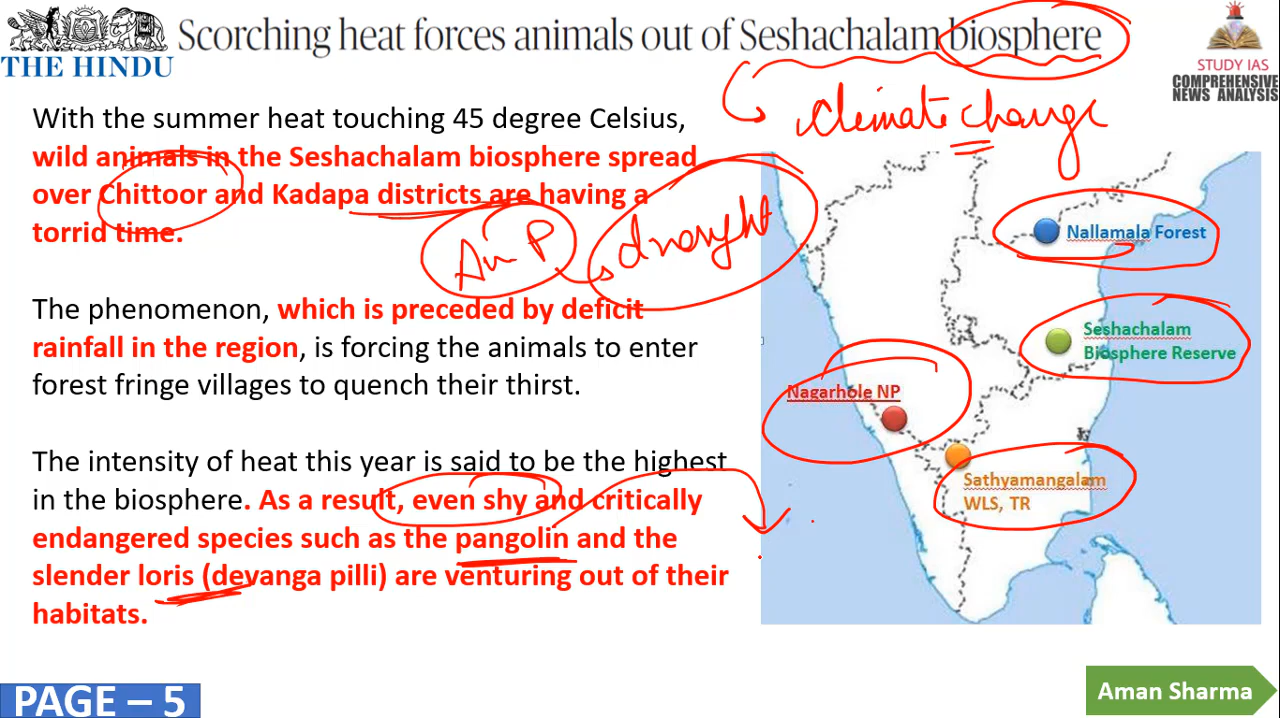 Scorching heat forces animals out of Seshachalam biosphere
THE HINDU
STUDY IAS
COMPREHENSIVE
NEWS ANALYSIS
climate change
With the summer heat touching 45 degree Celsius,
wild animals in the Seshachalam biosphere spread
over Chittoor and Kadapa districts are having a
torrid time.
An P
drought
The phenomenon, which is preceded by deficit
rainfall in the region, is forcing the animals to enter
forest fringe villages to quench their thirst.
The intensity of heat this year is said to be the highest
in the biosphere. As a result, even shy and critically
endangered species such as the pangolin and the
slender loris (devanga pilli) are venturing out of their
habitats.
Nallamala Forest
Seshachalam
Biosphere Reserve
Nagarhole NP
Sathyamangalam
WLS, TR
PAGE – 5
Aman Sharma